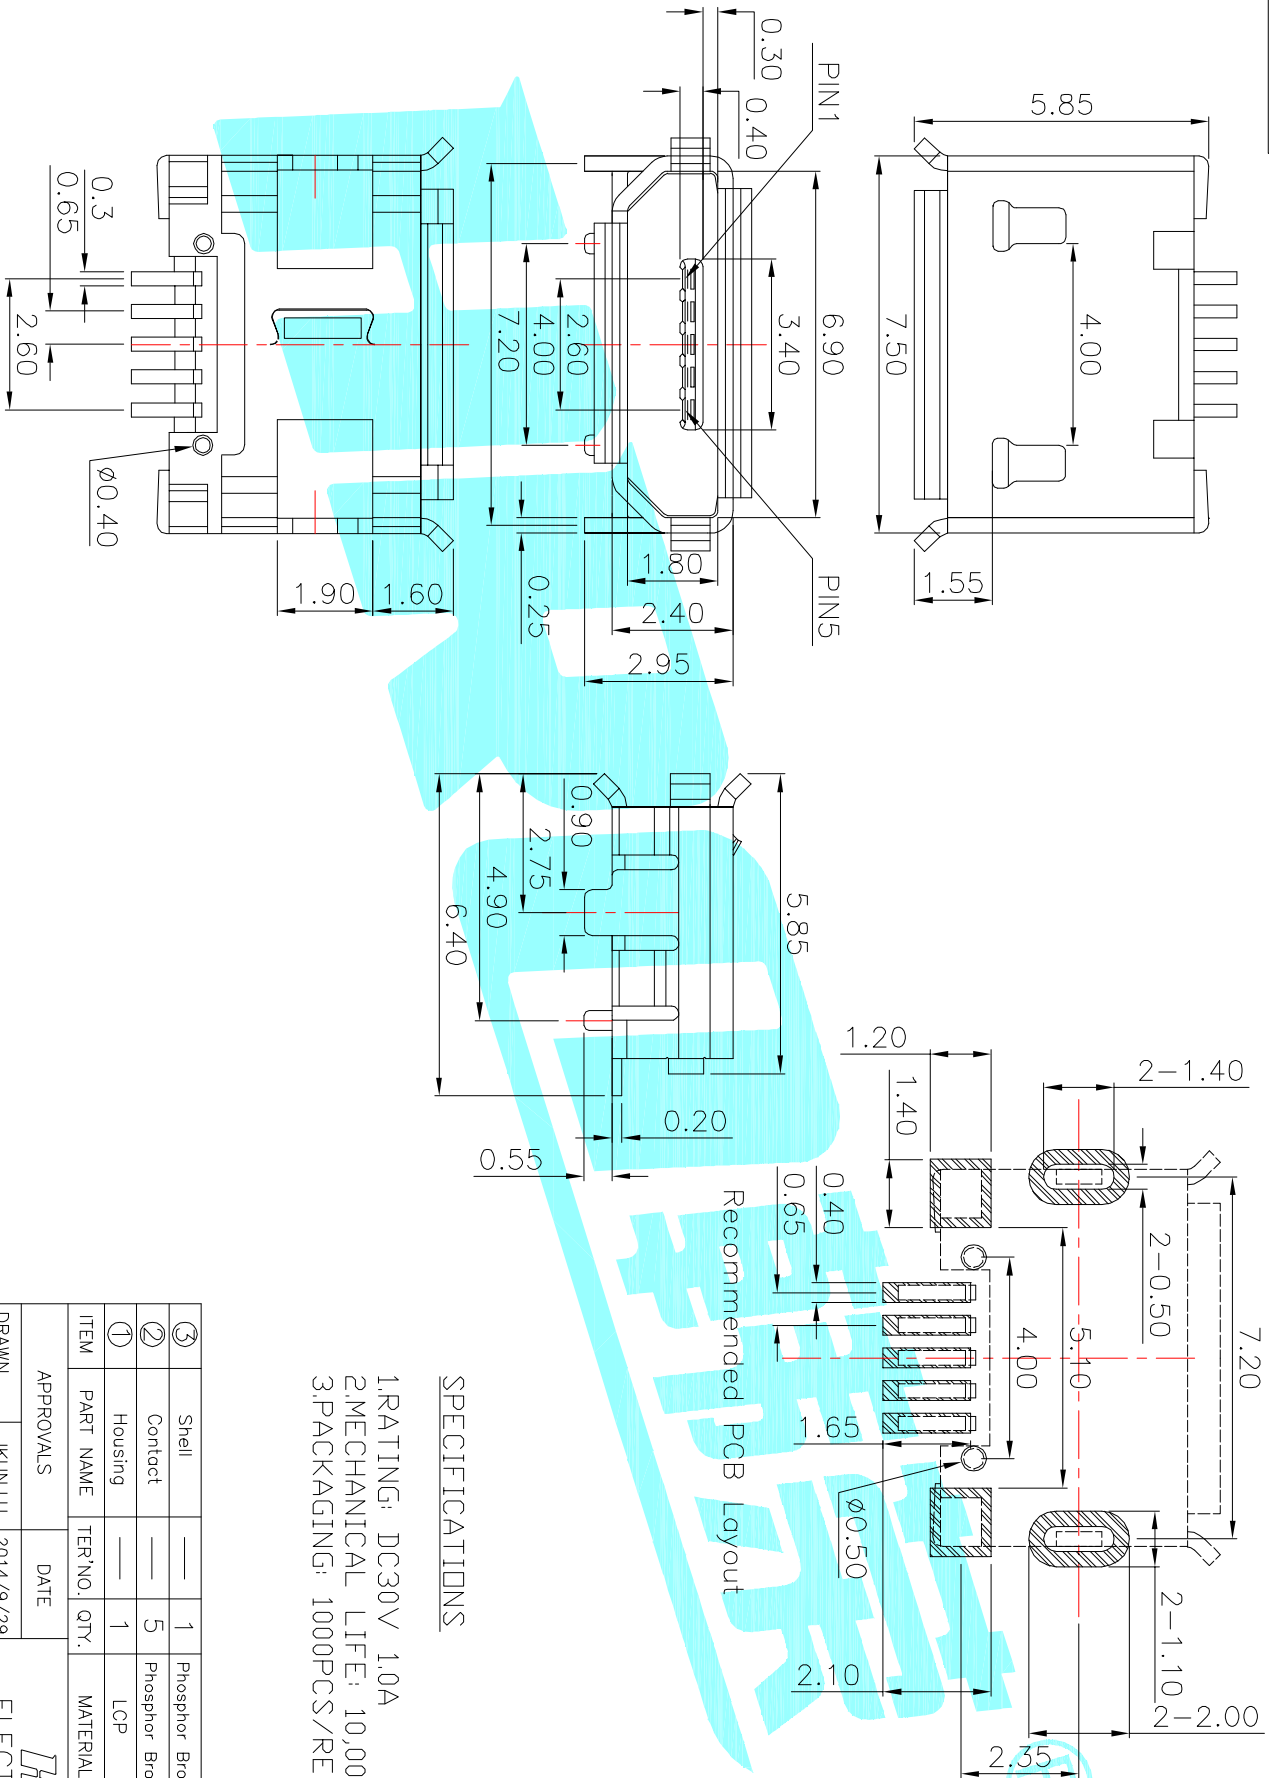 5.85
4.00
7.50
1.55
PIN1
0.30
0.40
6.90
3.40
2.60
4.00
7.20
0.25
1.80
2.40
2.95
PIN5
0.3
0.65
2.60
ø0.40
1.90
1.60
5.85
0.90
2.75
4.90
6.40
0.20
0.55
1.20
1.40
2-1.40
2-0.50
7.20
5.10
4.00
0.40
0.65
1.65
ø0.50
2.10
2-1.10
2-2.00
2.35
Recommended PCB Layout
SPECIFICATIONS
1.RATING: DC30V 1.0A
2.MECHANICAL LIFE: 10,000
3.PACKAGING: 1000PCS/RE
③ Shell — 1 Phosphor Bro
② Contact — 5 Phosphor Bro
① Housing — 1 LCP
ITEM PART NAME TER'NO. QTY. MATERIAL
APPROVALS DATE
DRAWN 2014/9/29
ELECT